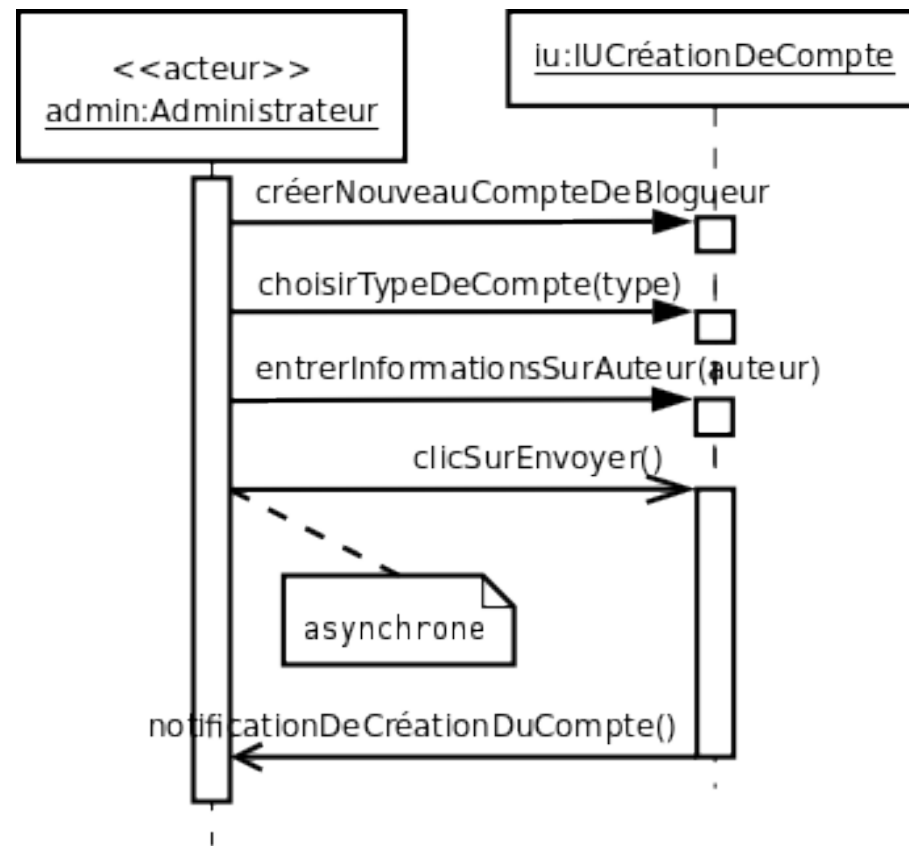 <<acteur>>
admin:Administrateur
iu:IUCréationDeCompte
créerNouveauCompteDeBlogueur
choisirTypeDeCompte(type)
entrerInformationsSurAuteur(auteur)
clicSurEnvoyer()
asynchrone
notificationDeCréationDuCompte()